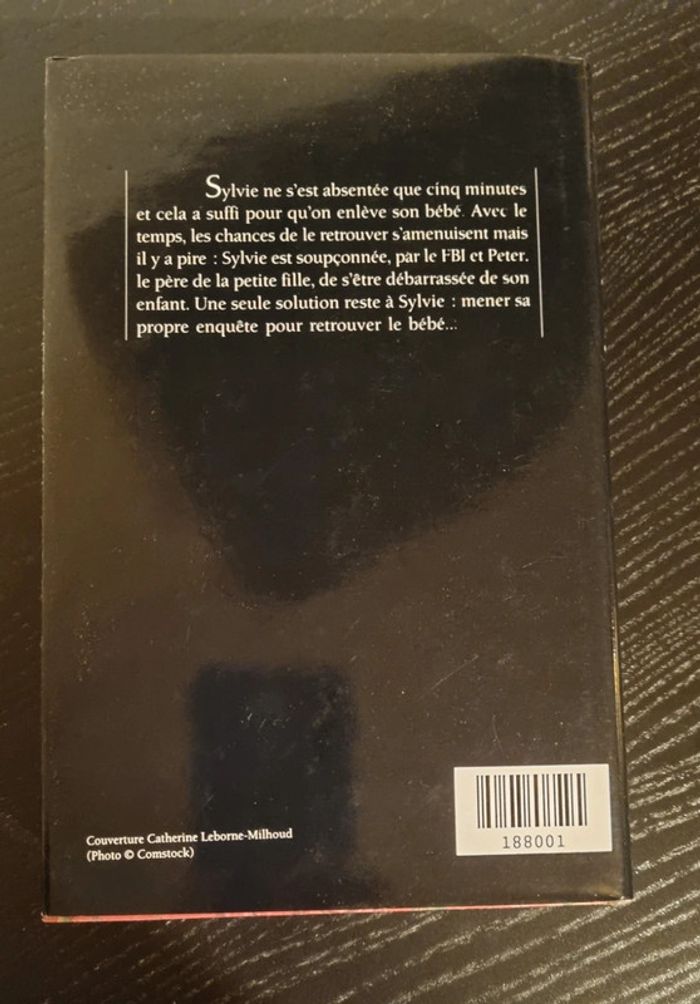 Sylvie ne s'est absentée que cinq minutes
et cela a suffi pour qu'on enlève son bébé. Avec le
temps, les chances de le retrouver s'amenuisent mais
il y a pire : Sylvie est soupçonnée, par le FBI et Peter.
le père de la petite fille, de s'être débarrassée de son
enfant. Une seule solution reste à Sylvie : mener sa
propre enquête pour retrouver le bébé...
Couverture Catherine Leborne-Milhoud
(Photo © Comstock)
188001